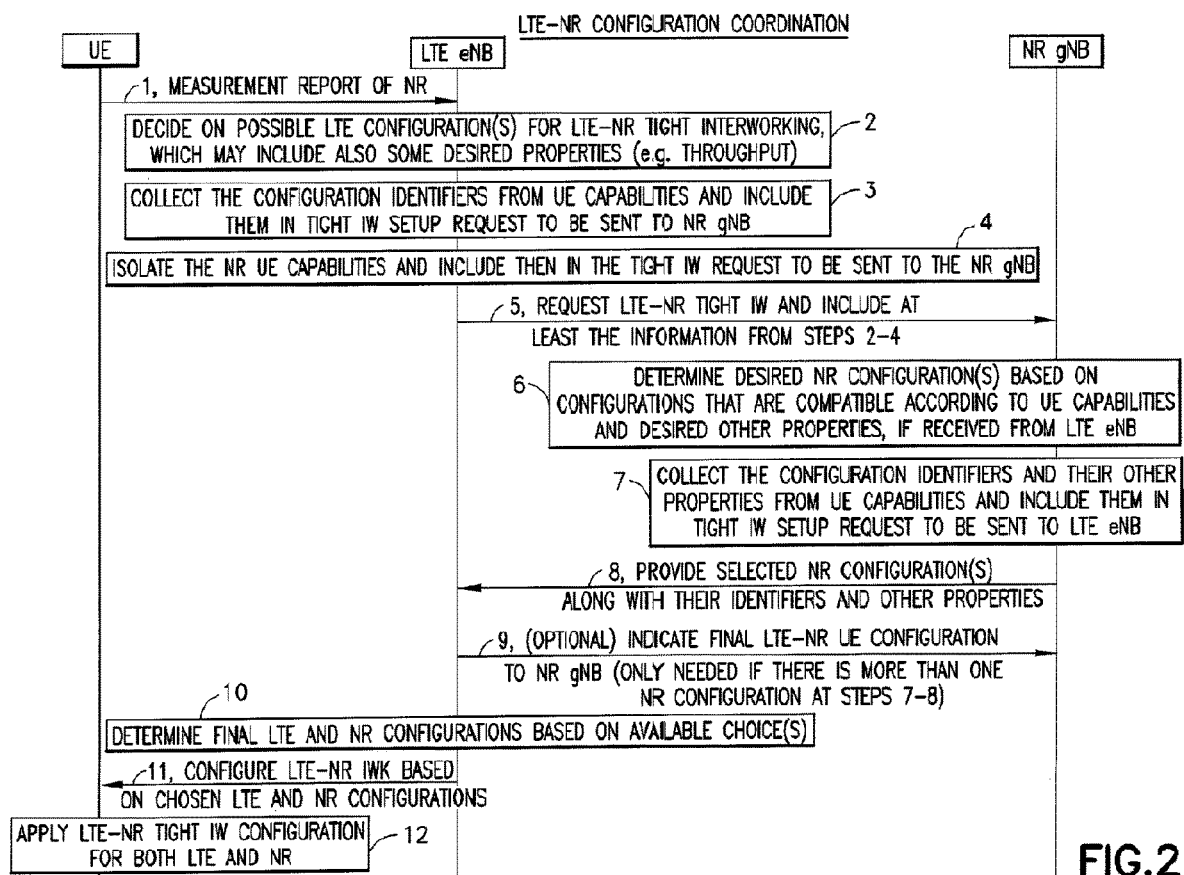 LTE-NR CONFIGURATION COORDINATION
UE
LTE eNB
NR gNB
1, MEASUREMENT REPORT OF NR
DECIDE ON POSSIBLE LTE CONFIGURATION(S) FOR LTE-NR TIGHT INTERWORKING,
WHICH MAY INCLUDE ALSO SOME DESIRED PROPERTIES (e.g. THROUGHPUT)
2
COLLECT THE CONFIGURATION IDENTIFIERS FROM UE CAPABILITIES AND INCLUDE
THEM IN TIGHT IW SETUP REQUEST TO BE SENT TO NR gNB
3
4
ISOLATE THE NR UE CAPABILITIES AND INCLUDE THEN IN THE TIGHT IW REQUEST TO BE SENT TO THE NR gNB
5, REQUEST LTE-NR TIGHT IW AND INCLUDE AT
LEAST THE INFORMATION FROM STEPS 2-4
6
DETERMINE DESIRED NR CONFIGURATION(S) BASED ON
CONFIGURATIONS THAT ARE COMPATIBLE ACCORDING TO UE CAPABILITIES
AND DESIRED OTHER PROPERTIES, IF RECEIVED FROM LTE eNB
7
COLLECT THE CONFIGURATION IDENTIFIERS AND THEIR OTHER
PROPERTIES FROM UE CAPABILITIES AND INCLUDE THEM IN
TIGHT IW SETUP REQUEST TO BE SENT TO LTE eNB
8, PROVIDE SELECTED NR CONFIGURATION(S)
ALONG WITH THEIR IDENTIFIERS AND OTHER PROPERTIES
9, (OPTIONAL) INDICATE FINAL LTE-NR UE CONFIGURATION
TO NR gNB (ONLY NEEDED IF THERE IS MORE THAN ONE
NR CONFIGURATION AT STEPS 7-8)
10
DETERMINE FINAL LTE AND NR CONFIGURATIONS BASED ON AVAILABLE CHOICE(S)
11, CONFIGURE LTE-NR IWK BASED
ON CHOSEN LTE AND NR CONFIGURATIONS
APPLY LTE-NR TIGHT IW CONFIGURATION
FOR BOTH LTE AND NR
12
FIG.2